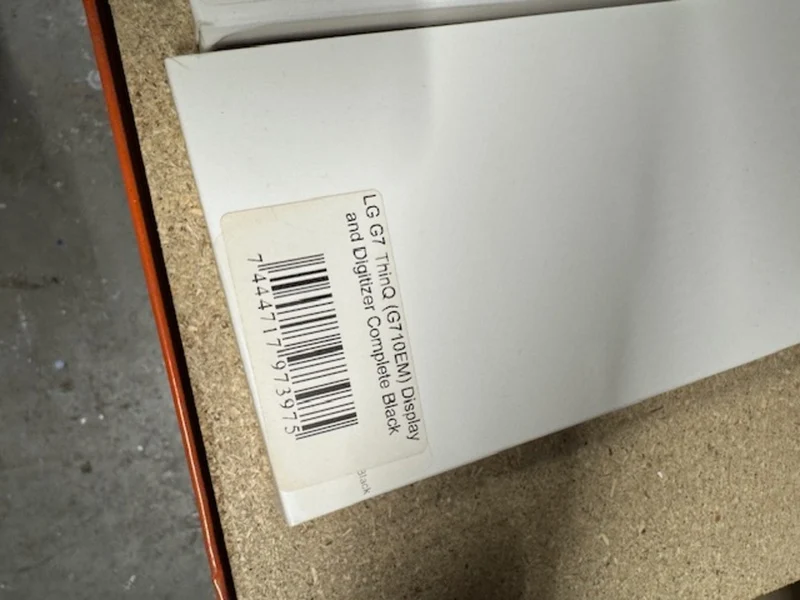 LG G7 ThinQ (G710EM) Display
and Digitizer Complete Black
7444717973975
Black